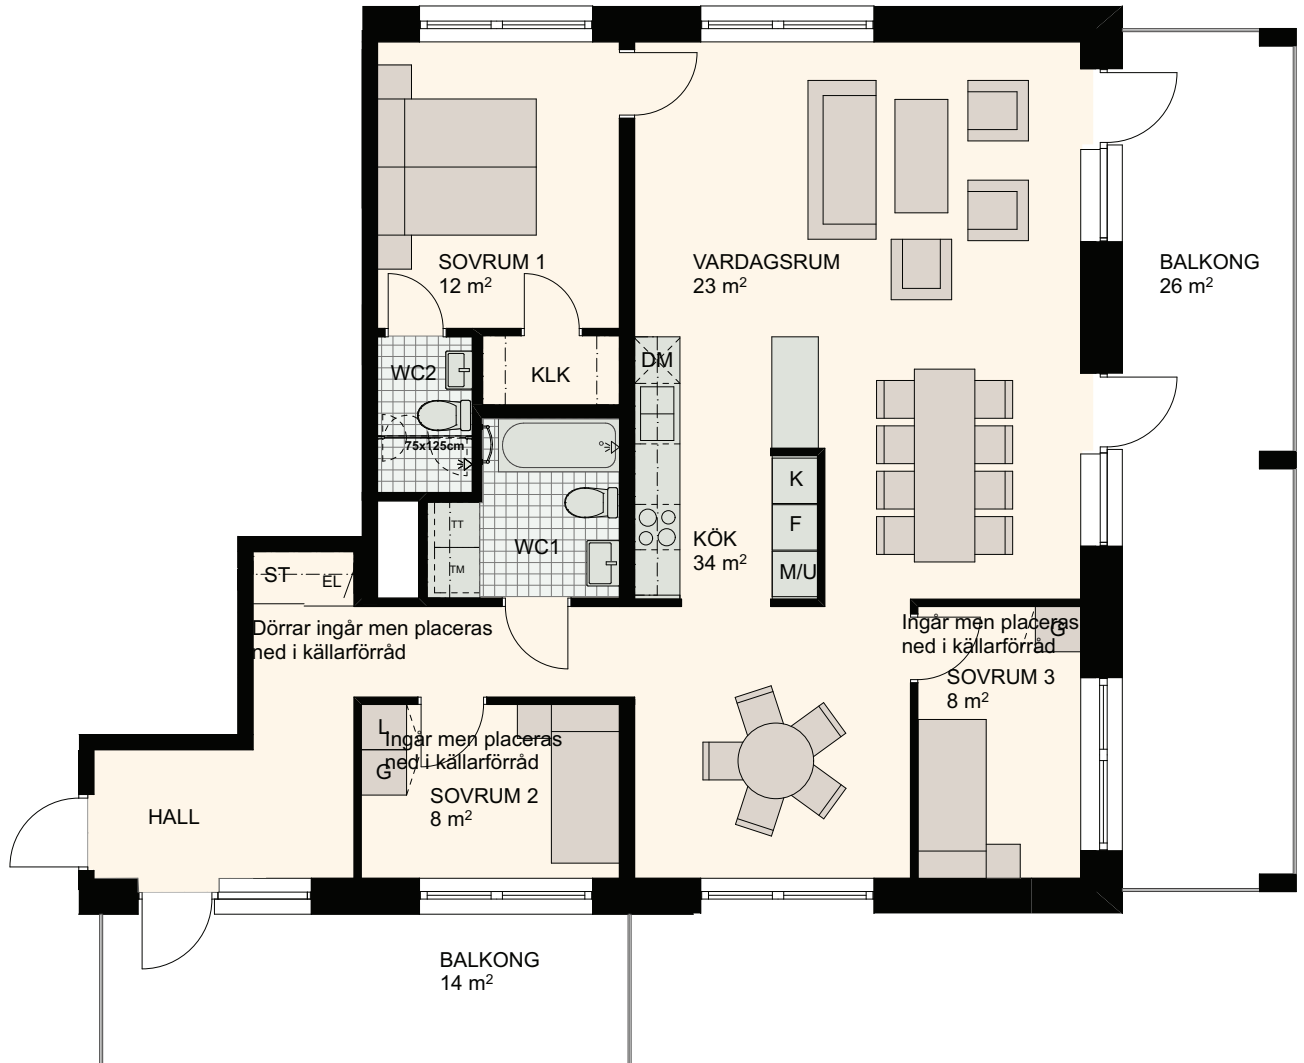 SOVRUM 1
12 m²
VARDAGSRUM
23 m²
BALKONG
26 m²
WC2
KLK
DM
75x125cm
K
F
M/U
TT
TM
WC1
KÖK
34 m²
ST
EL
Dörrar ingår men placeras
ned i källarförråd
Ingår men placeras
ned i källarförråd
G
SOVRUM 3
8 m²
L
G
Ingår men placeras
ned i källarförråd
SOVRUM 2
8 m²
HALL
BALKONG
14 m²